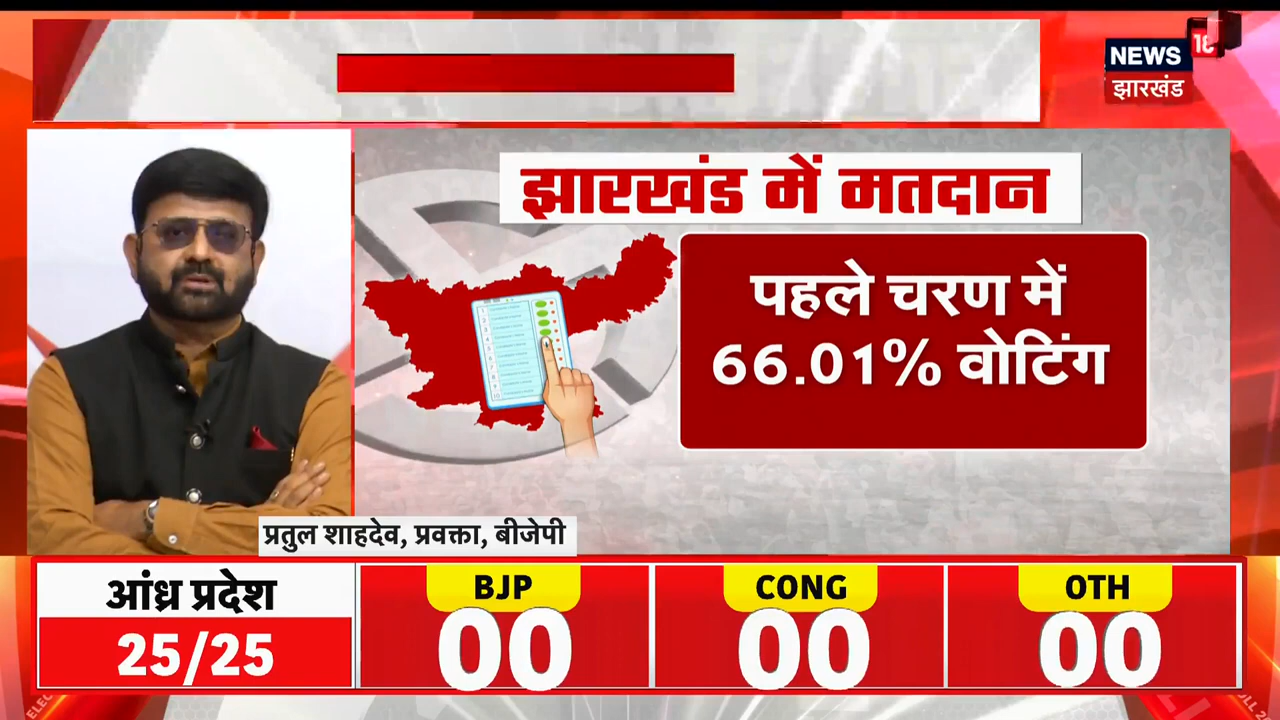 NEWS 18
झारखंड
झारखंड में मतदान
पहले चरण में
66.01% वोटिंग
प्रतुल शाहदेव, प्रवक्ता, बीजेपी
आंध्र प्रदेश
25/25
BJP
00
CONG
00
OTH
00